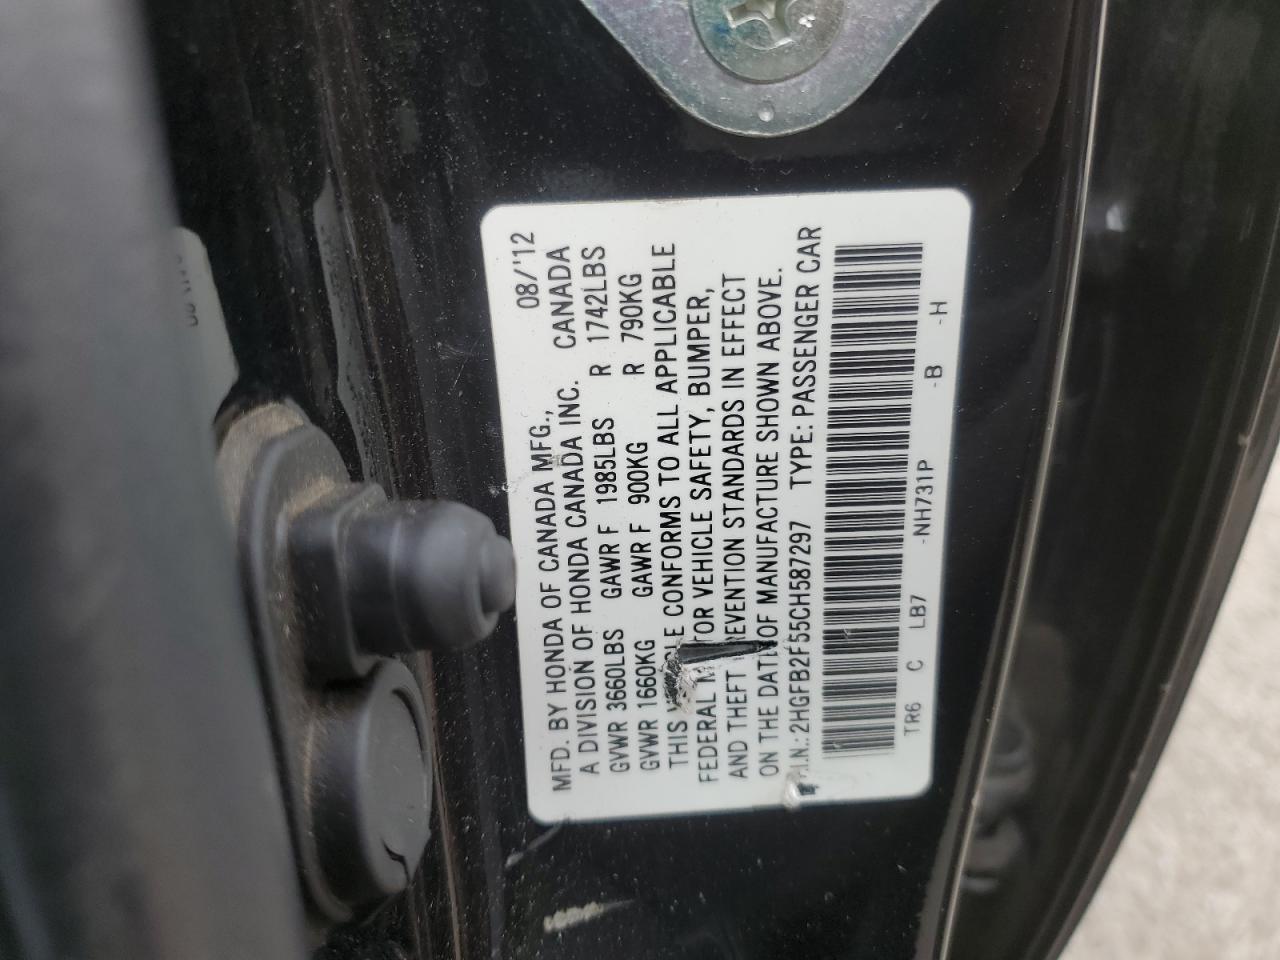 MFD. BY HONDA OF CANADA MFG., 08/'12
A DIVISION OF HONDA CANADA INC. CANADA
GVWR 3660LBS GAWR F 1985LBS R 1742LBS
GVWR 1660KG GAWR F 900KG R 790KG
THIS CONFORMS TO ALL APPLICABLE
FEDERAL VEHICLE SAFETY, BUMPER,
AND THEFT STANDARDS IN EFFECT
ON THE DATE OF MANUFACTURE SHOWN ABOVE.
V.I.N.: 2HGFB2F55CH587297 TYPE: PASSENGER CAR
TR6 C LB7 -NH731P -B -H